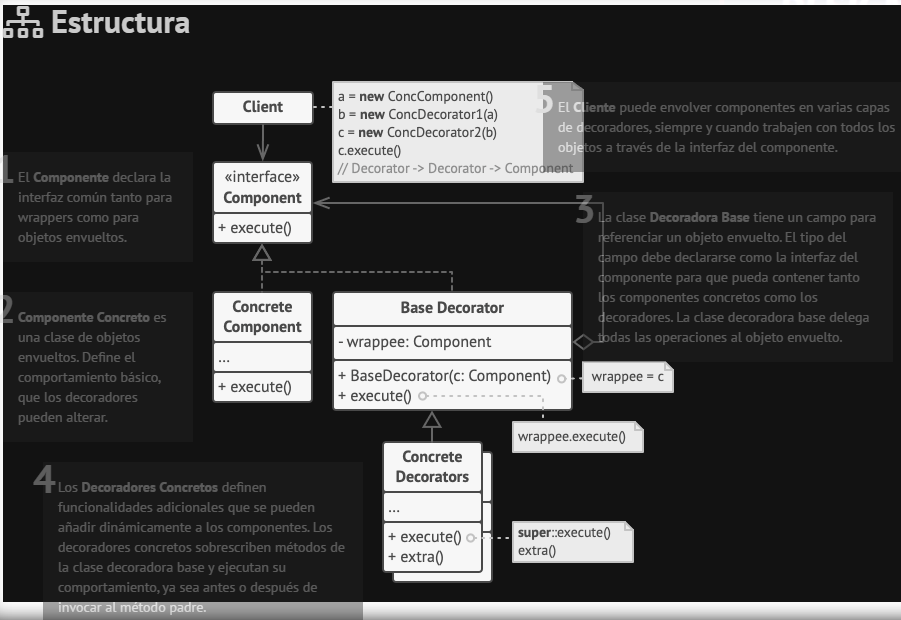 Estructura
Client
a = new ConcComponent()
b = new ConcDecorator1(a)
c = new ConcDecorator2(b)
c.execute()
// Decorator -> Decorator -> Component
5
El Cliente puede envolver componentes en varias capas
de decoradores, siempre y cuando trabajen con todos los
objetos a través de la interfaz del componente.
1
El Componente declara la
interfaz común tanto para
wrappers como para
objetos envueltos.
«interface»
Component
+ execute()
3
La clase Decoradora Base tiene un campo para
referenciar un objeto envuelto. El tipo del
campo debe declararse como la interfaz del
componente para que pueda contener tanto
los componentes concretos como los
decoradores. La clase decoradora base delega
todas las operaciones al objeto envuelto.
2
Componente Concreto es
una clase de objetos
envueltos. Define el
comportamiento básico,
que los decoradores
pueden alterar.
Concrete
Component
...
+ execute()
Base Decorator
- wrappee: Component
+ BaseDecorator(c: Component)
+ execute()
wrappee = c
wrappee.execute()
4
Los Decoradores Concretos definen
funcionalidades adicionales que se pueden
añadir dinámicamente a los componentes. Los
decoradores concretos sobrescriben métodos de
la clase decoradora base y ejecutan su
comportamiento, ya sea antes o después de
invocar al método padre.
Concrete
Decorators
...
+ execute()
+ extra()
super::execute()
extra()